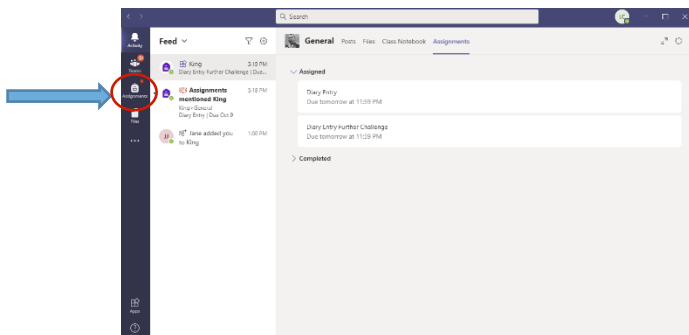 Search
Activity
Teams
Assignments
Files
Apps
Feed
King 3:19 PM
Diary Entry Further Challenge | Due...
Assignments 3:18 PM
mentioned King
King > General
Diary Entry | Due Oct 9
Jane added you 1:00 PM
to King
General Posts Files Class Notebook Assignments
Assigned
Diary Entry
Due tomorrow at 11:59 PM
Diary Entry Further Challenge
Due tomorrow at 11:59 PM
Completed